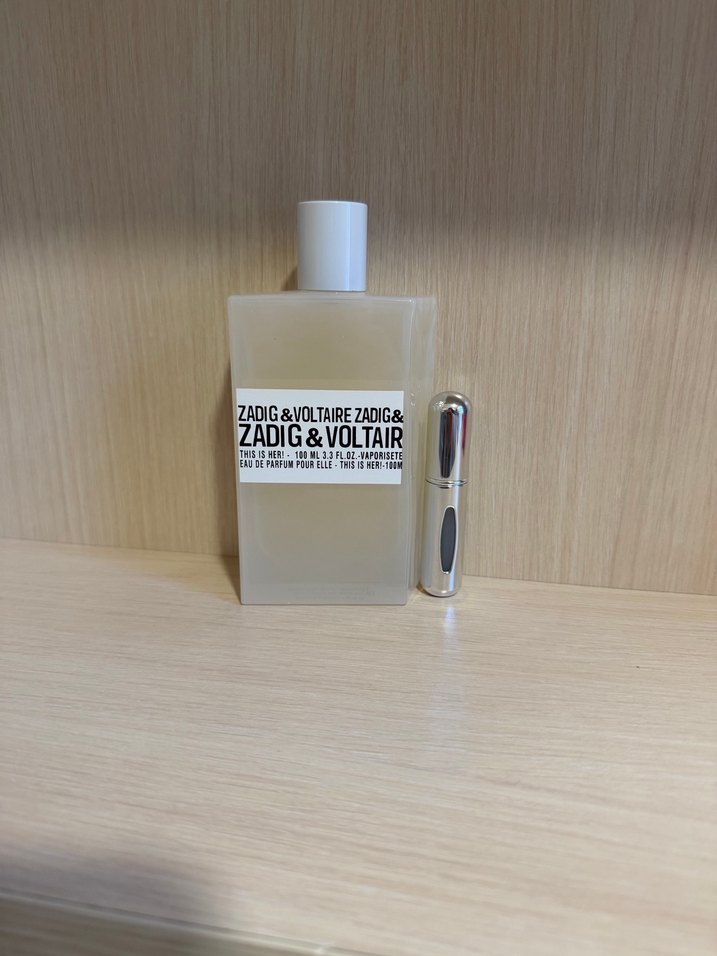 ZADIG &VOLTAIRE ZADIG&
ZADIG & VOLTAIR
THIS IS HER! - 100 ML 3.3 FL.OZ.-VAPORISETE
EAU DE PARFUM POUR ELLE - THIS IS HER!-100M